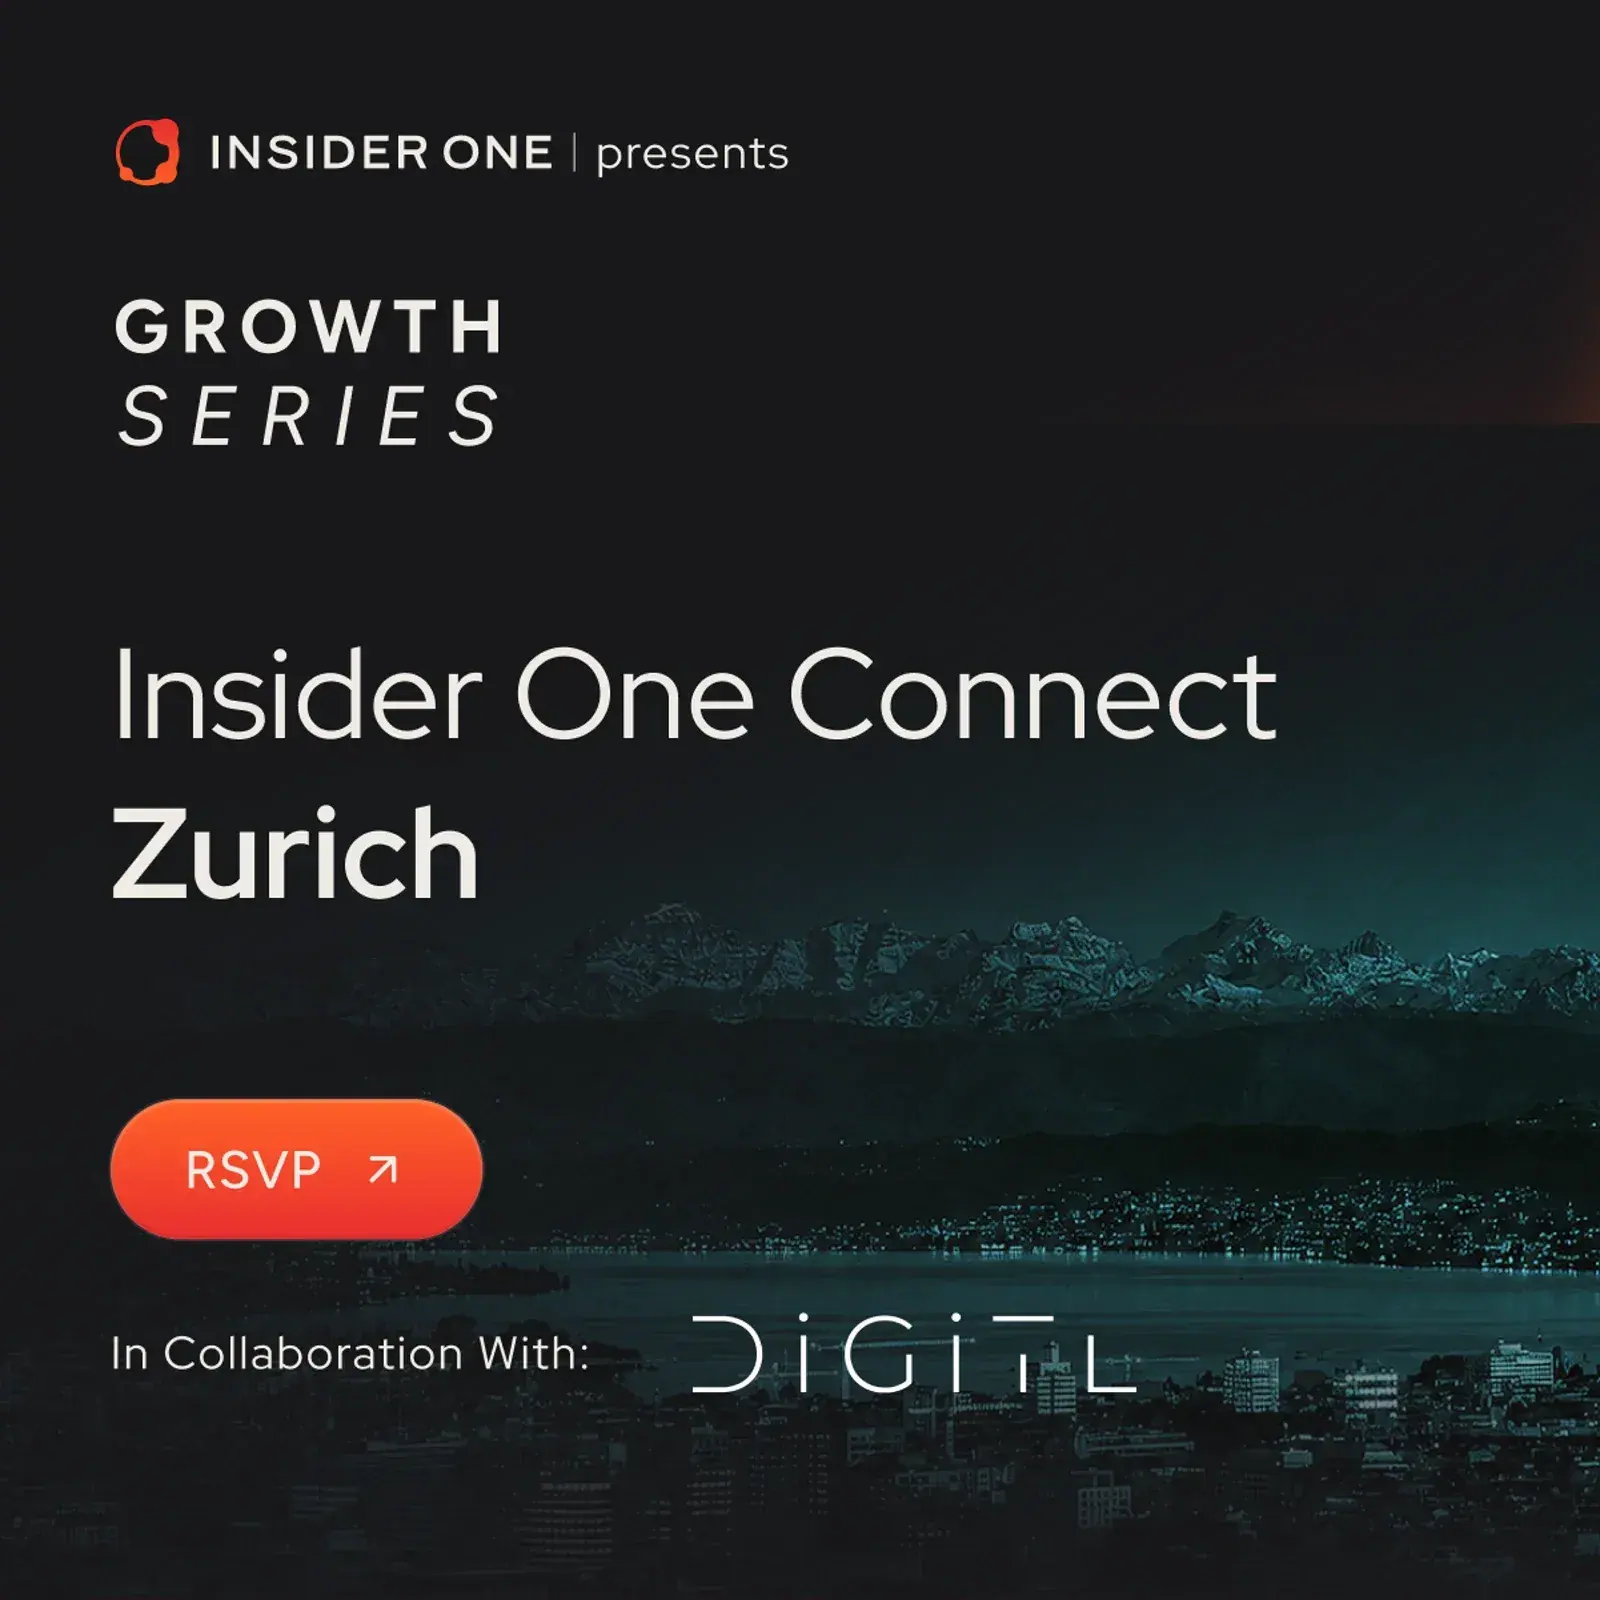 INSIDER ONE | presents
GROWTH
SERIES
Insider One Connect
Zurich
RSVP ↗
In Collaboration With: DiGiTL